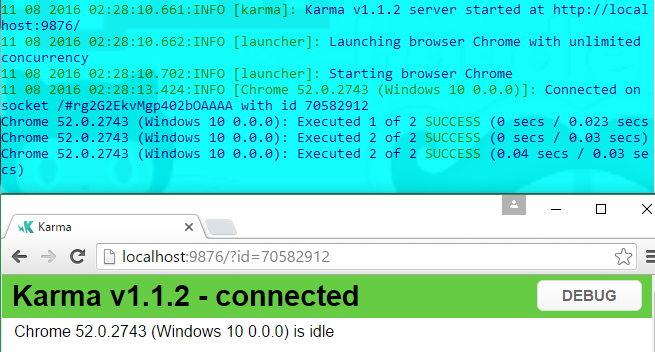 11 08 2016 02:28:10.661:INFO [karma]: Karma v1.1.2 server started at http://local
host:9876/
11 08 2016 02:28:10.662:INFO [launcher]: Launching browser Chrome with unlimited
concurrency
11 08 2016 02:28:10.702:INFO [launcher]: Starting browser Chrome
11 08 2016 02:28:13.424:INFO [Chrome 52.0.2743 (Windows 10 0.0.0)]: Connected on
socket /#rg2G2EkvMgp402bOAAAA with id 70582912
Chrome 52.0.2743 (Windows 10 0.0.0): Executed 1 of 2 SUCCESS (0 secs / 0.023 secs
Chrome 52.0.2743 (Windows 10 0.0.0): Executed 2 of 2 SUCCESS (0 secs / 0.03 secs)
Chrome 52.0.2743 (Windows 10 0.0.0): Executed 2 of 2 SUCCESS (0.04 secs / 0.03 se
cs)
Karma
localhost:9876/?id=70582912
Karma v1.1.2 - connected
DEBUG
Chrome 52.0.2743 (Windows 10 0.0.0) is idle